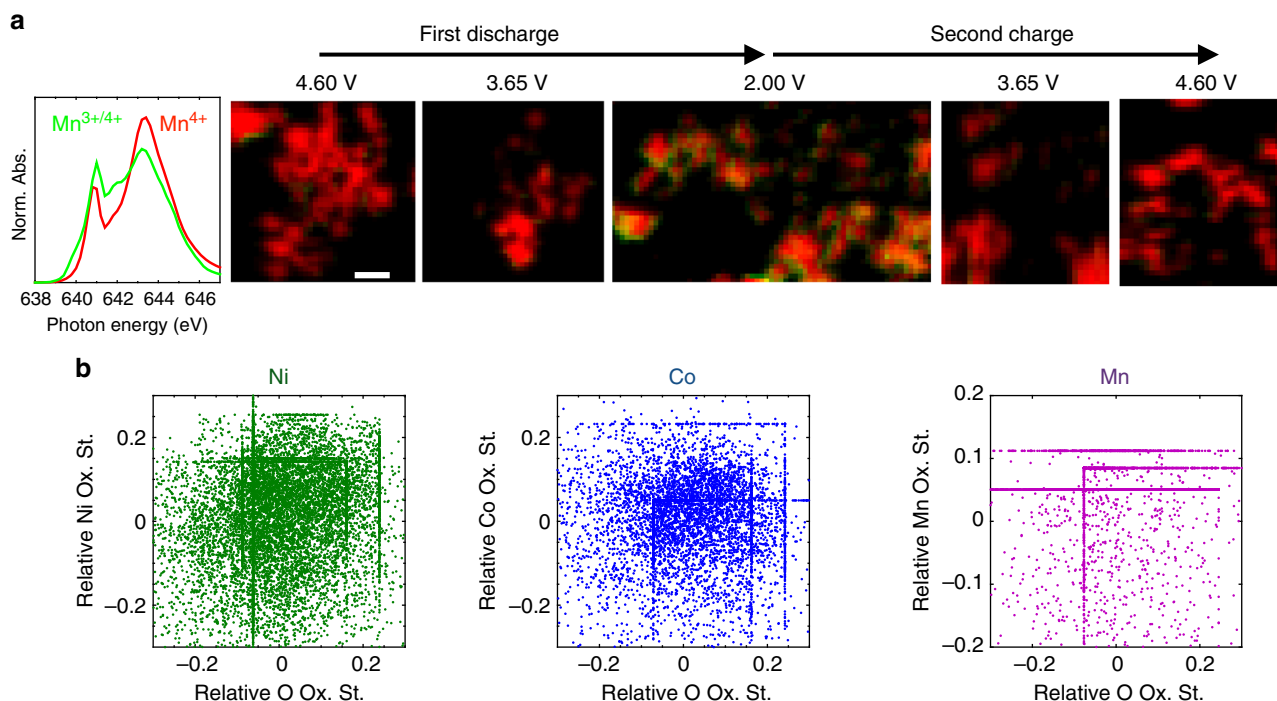 a
First discharge
Second charge
4.60 V
3.65 V
2.00 V
3.65 V
4.60 V
Mn3+/4+
Mn4+
Norm. Abs.
638 640 642 644 646
Photon energy (eV)
b
Ni
Relative Ni Ox. St.
0.2
0
−0.2
−0.2 0 0.2
Relative O Ox. St.
Co
Relative Co Ox. St.
0.2
0
−0.2
−0.2 0 0.2
Relative O Ox. St.
Mn
Relative Mn Ox. St.
0.2
0.1
0
−0.1
−0.2
−0.2 0 0.2
Relative O Ox. St.